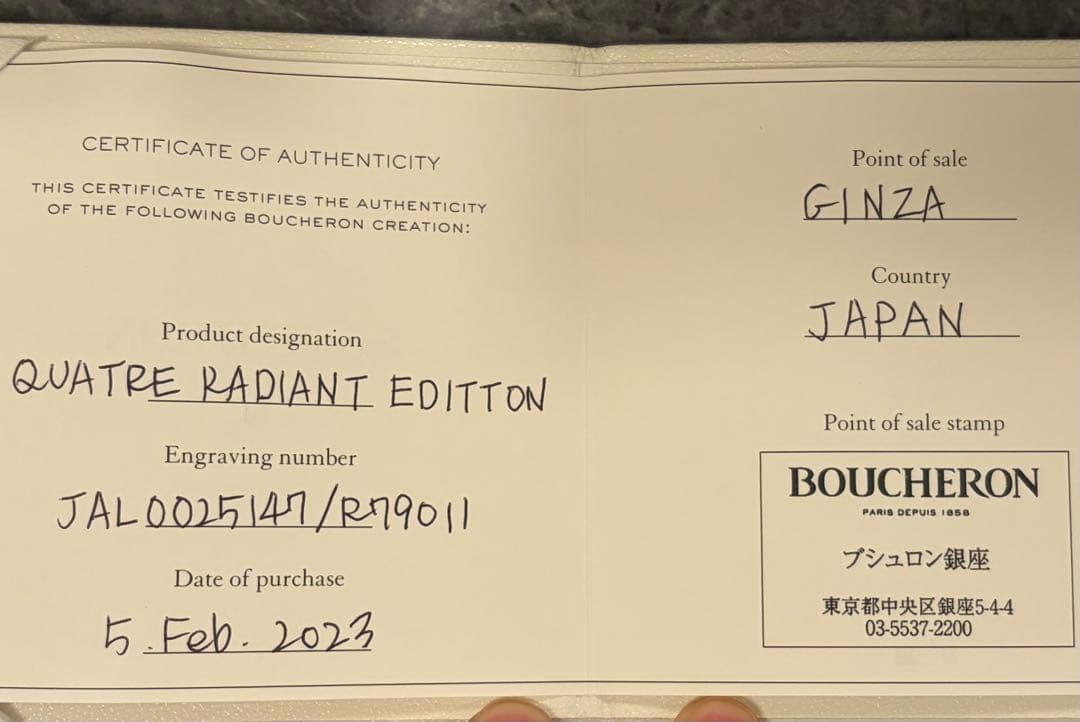 CERTIFICATE OF AUTHENTICITY
THIS CERTIFICATE TESTIFIES THE AUTHENTICITY
OF THE FOLLOWING BOUCHERON CREATION:
Product designation
QUATRE RADIANT EDITTON
Engraving number
JAL0025147/R79011
Date of purchase
5. Feb. 2023
Point of sale
GINZA
Country
JAPAN
Point of sale stamp
BOUCHERON
PARIS DEPUIS 1858
ブシュロン銀座
東京都中央区銀座5-4-4
03-5537-2200